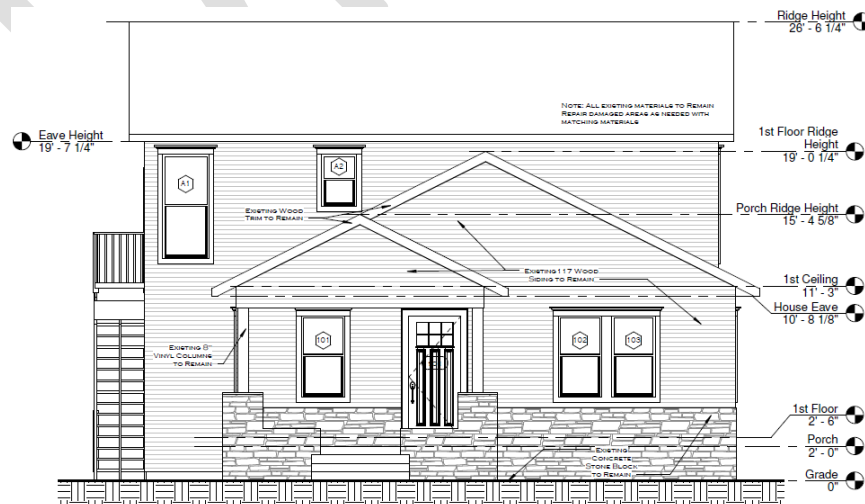 Ridge Height
26' - 6 1/4"
NOTE: ALL EXISTING MATERIALS TO REMAIN
REPAIR DAMAGED AREAS AS NEEDED WITH
MATCHING MATERIALS
Eave Height
19' - 7 1/4"
1st Floor Ridge
Height
19' - 0 1/4"
A1
A2
EXISTING WOOD
TRIM TO REMAIN
Porch Ridge Height
15' - 4 5/8"
EXISTING 117 WOOD
SIDING TO REMAIN
1st Ceiling
11' - 3"
House Eave
10' - 8 1/8"
EXISTING 8"
VINYL COLUMNS
TO REMAIN
101
102
103
1st Floor
2' - 6"
Porch
2' - 0"
EXISTING
CONCRETE
STONE BLOCK
TO REMAIN
Grade
0"